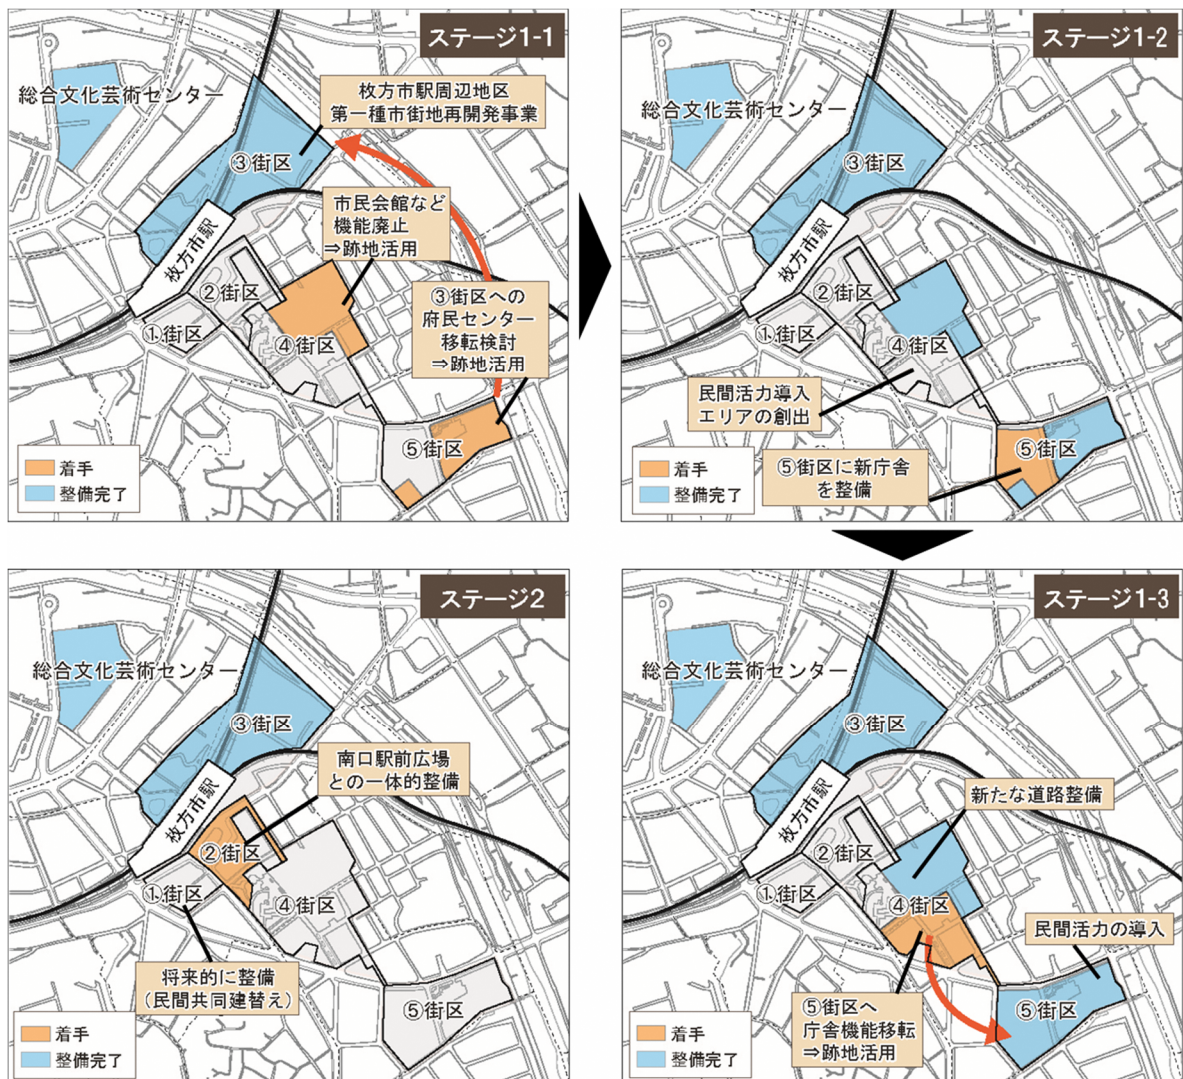 ステージ1-1
総合文化芸術センター
枚方市駅周辺地区
第一種市街地再開発事業
③街区
市民会館など
機能廃止
⇒跡地活用
枚方市駅
②街区
①街区
④街区
③街区への
府民センター
移転検討
⇒跡地活用
⑤街区
着手
整備完了
ステージ1-2
総合文化芸術センター
③街区
枚方市駅
②街区
①街区
④街区
民間活力導入
エリアの創出
⑤街区
⑤街区に新庁舎
を整備
着手
整備完了
ステージ2
総合文化芸術センター
③街区
南口駅前広場
との一体的整備
枚方市駅
②街区
①街区
④街区
将来的に整備
（民間共同建替え）
⑤街区
着手
整備完了
ステージ1-3
総合文化芸術センター
③街区
新たな道路整備
枚方市駅
②街区
①街区
④街区
民間活力の導入
⑤街区へ
庁舎機能移転
⇒跡地活用
⑤街区
着手
整備完了